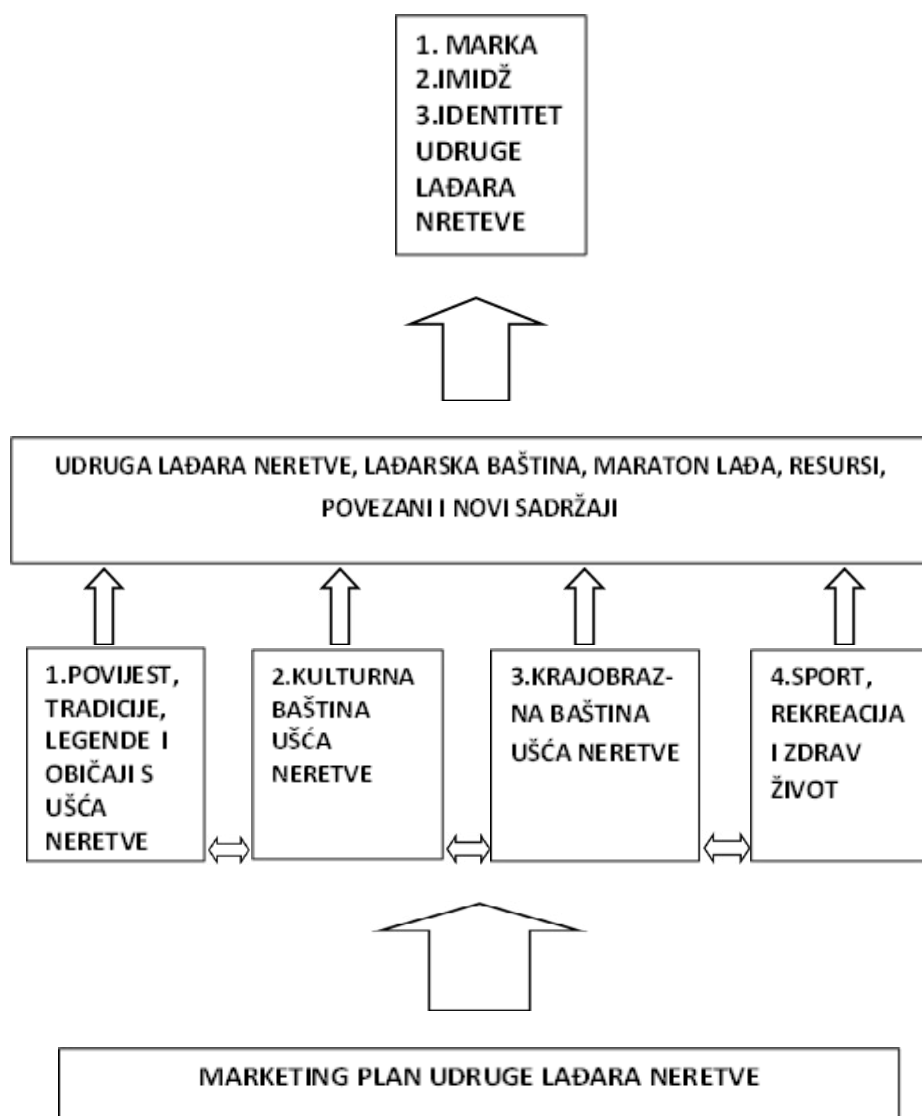 1. MARKA
2.IMIDŽ
3.IDENTITET
UDRUGE
LAĐARA
NRETEVE
UDRUGA LAĐARA NERETVE, LAĐARSKA BAŠTINA, MARATON LAĐA, RESURSI,
POVEZANI I NOVI SADRŽAJI
1.POVIJEST,
TRADICIJE,
LEGENDE I
OBIČAJI S
UŠĆA
NERETVE
2.KULTURNA
BAŠTINA
UŠĆA
NERETVE
3.KRAJOBRAZ-
NA BAŠTINA
UŠĆA NERETVE
4.SPORT,
REKREACIJA
I ZDRAV
ŽIVOT
MARKETING PLAN UDRUGE LAĐARA NERETVE